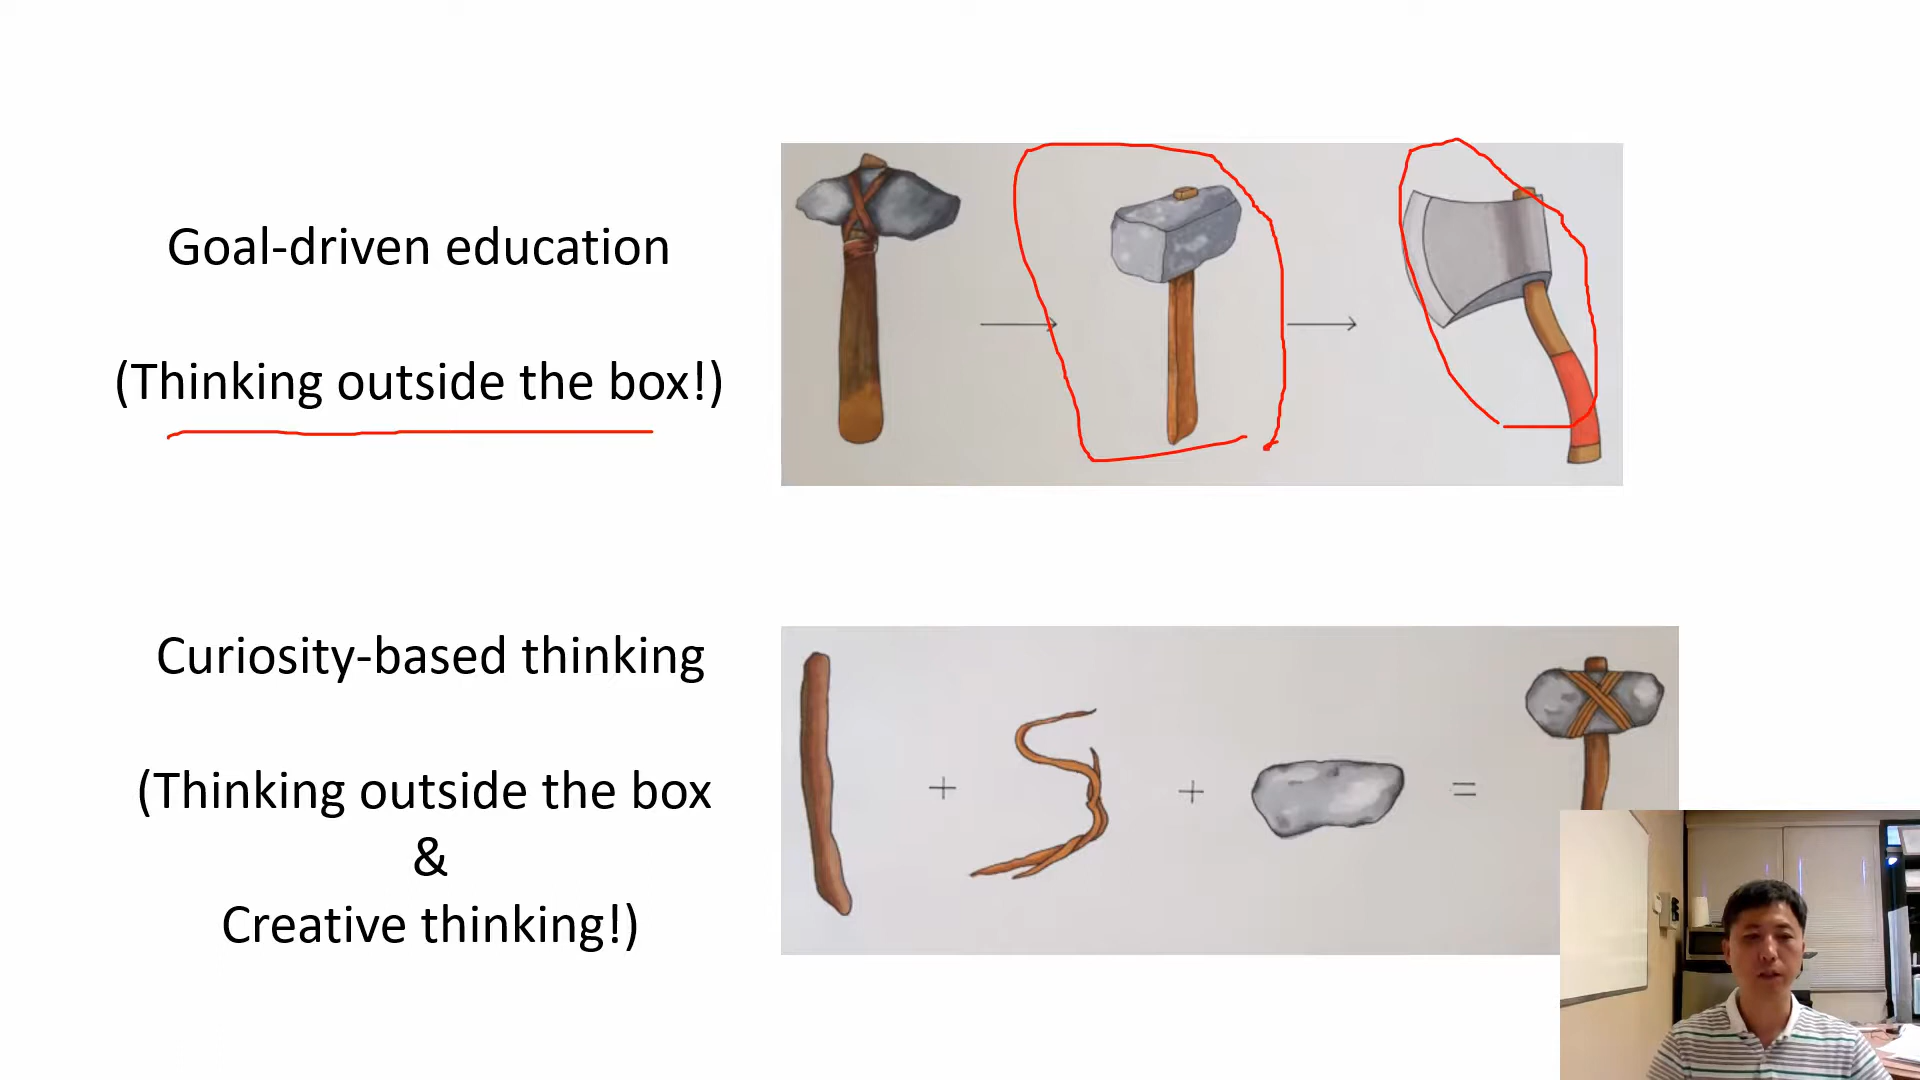 Goal-driven education
(Thinking outside the box!)
Curiosity-based thinking
(Thinking outside the box
&
Creative thinking!)
+ + =